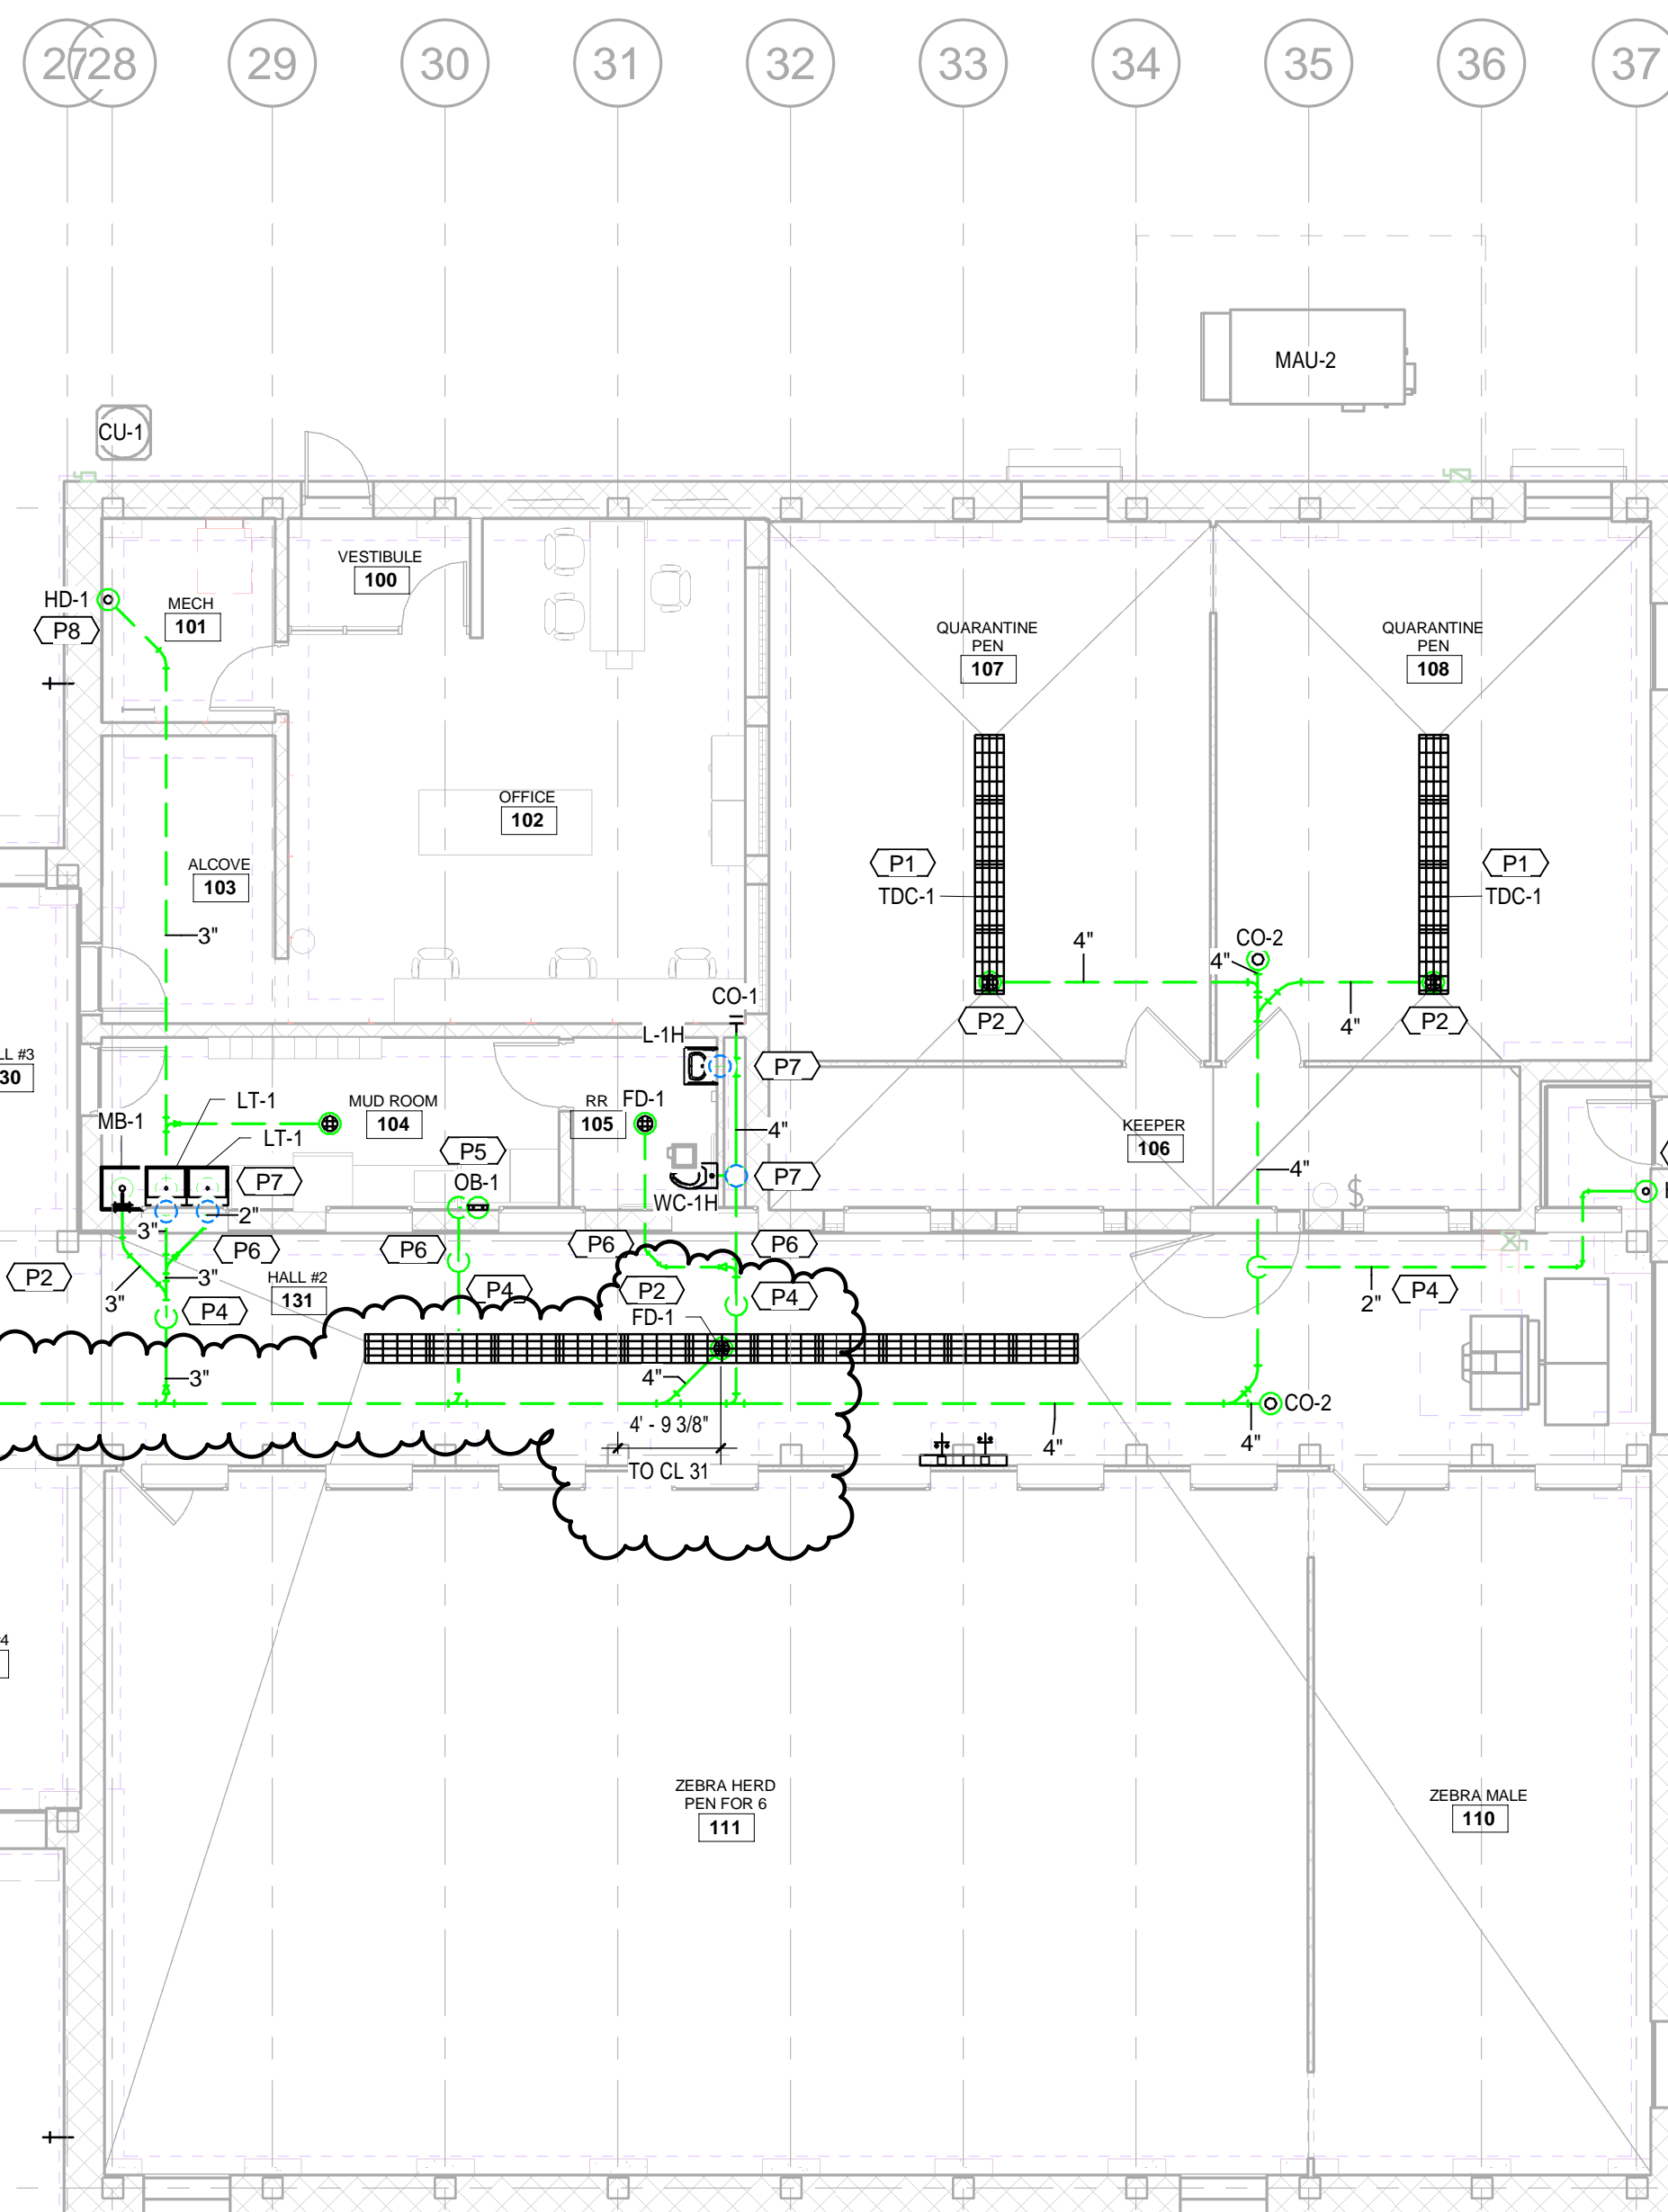 27 28 29 30 31 32 33 34 35 36 37
MAU-2
CU-1
VESTIBULE
100
HD-1
P8
MECH
101
QUARANTINE
PEN
107
QUARANTINE
PEN
108
OFFICE
102
ALCOVE
103
P1
TDC-1
P1
TDC-1
3"
4"
CO-2
4"
4"
P2
P2
CO-1
L-1H
P7
LL #3
30
MB-1
LT-1
LT-1
MUD ROOM
104
RR
105
FD-1
4"
KEEPER
106
P5
OB-1
P7
WC-1H
P7
4"
$
3"
2"
P6
P6
P6
P6
P2
3"
3"
HALL #2
131
P4
P4
P2
P4
2"
P4
FD-1
3"
4"
4' - 9 3/8"
TO CL 31
4"
4"
CO-2
ZEBRA HERD
PEN FOR 6
111
ZEBRA MALE
110